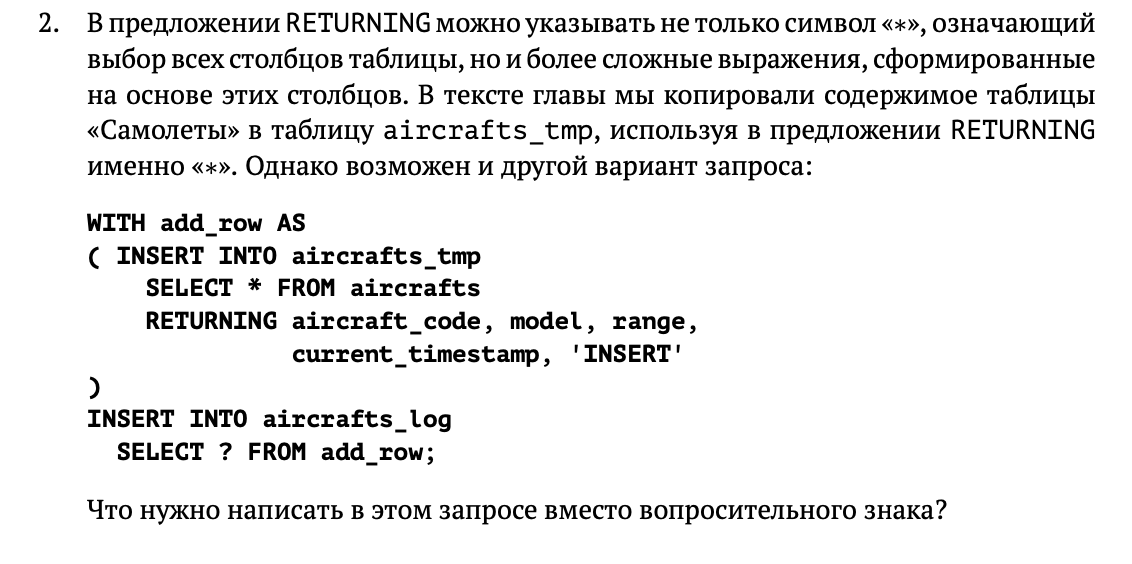 2. В предложении RETURNING можно указывать не только символ «*», означающий
выбор всех столбцов таблицы, но и более сложные выражения, сформированные
на основе этих столбцов. В тексте главы мы копировали содержимое таблицы
«Самолеты» в таблицу aircrafts_tmp, используя в предложении RETURNING
именно «*». Однако возможен и другой вариант запроса:
WITH add_row AS
( INSERT INTO aircrafts_tmp
    SELECT * FROM aircrafts
    RETURNING aircraft_code, model, range,
              current_timestamp, 'INSERT'
)
INSERT INTO aircrafts_log
  SELECT ? FROM add_row;
Что нужно написать в этом запросе вместо вопросительного знака?